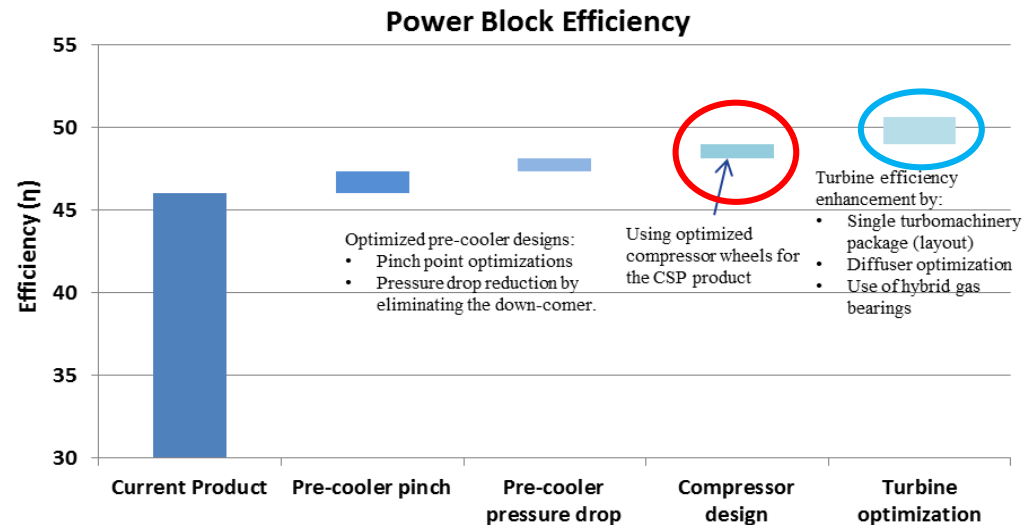 Power Block Efficiency
Efficiency (η)
55
50
45
40
35
30
Optimized pre-cooler designs:
• Pinch point optimizations
• Pressure drop reduction by
eliminating the down-comer.
Using optimized
compressor wheels for
the CSP product
Turbine efficiency
enhancement by:
• Single turbomachinery
package (layout)
• Diffuser optimization
• Use of hybrid gas
bearings
Current Product
Pre-cooler pinch
Pre-cooler
pressure drop
Compressor
design
Turbine
optimization